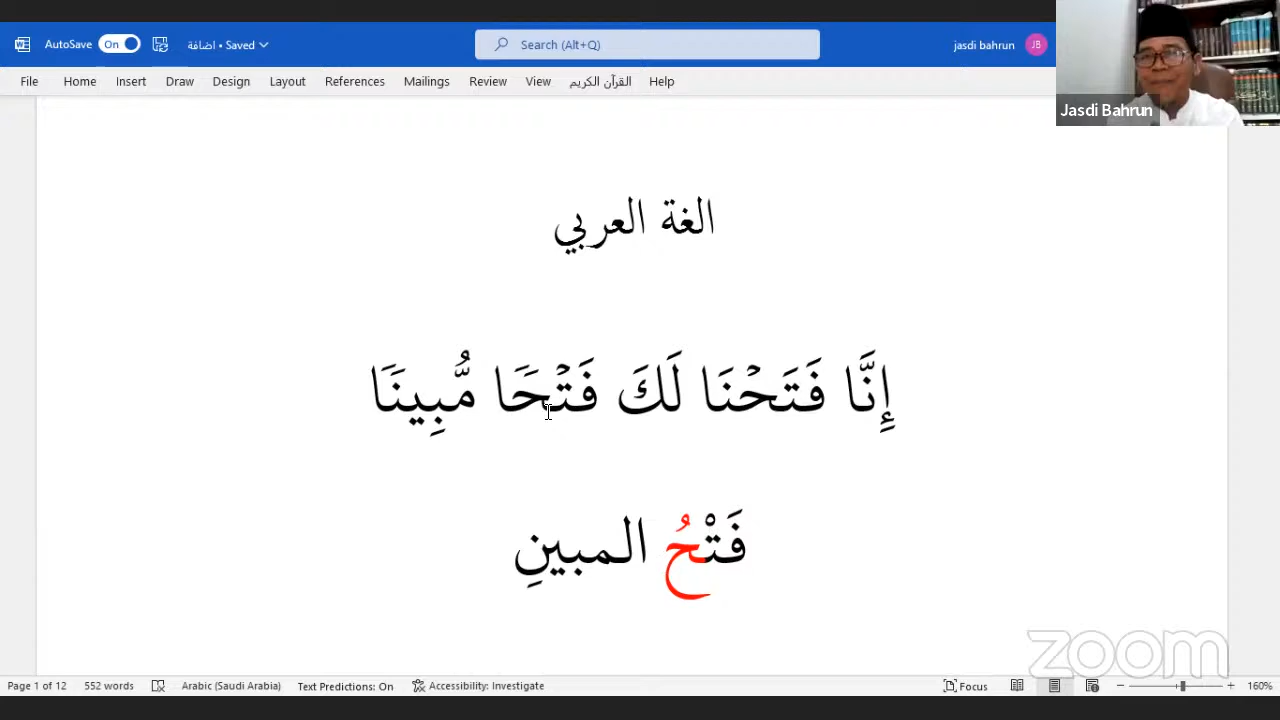 AutoSave On اضافة • Saved Search (Alt+Q) jasdi bahrun JB
File Home Insert Draw Design Layout References Mailings Review View القرآن الكريم Help
Jasdi Bahrun
الغة العربي
إِنَّا فَتَحْنَا لَكَ فَتْحًا مُّبِينًا
فَتْحُ المبينِ
zoom
Page 1 of 12 552 words Arabic (Saudi Arabia) Text Predictions: On Accessibility: Investigate Focus 160%